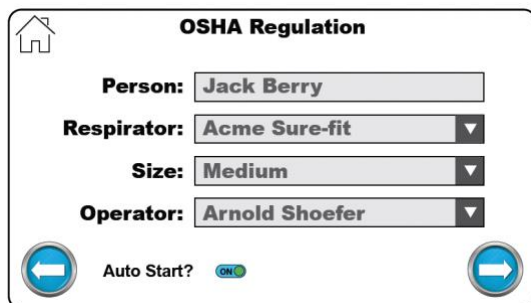 OSHA Regulation
Person: Jack Berry
Respirator: Acme Sure-fit
Size: Medium
Operator: Arnold Shoefer
Auto Start? ON